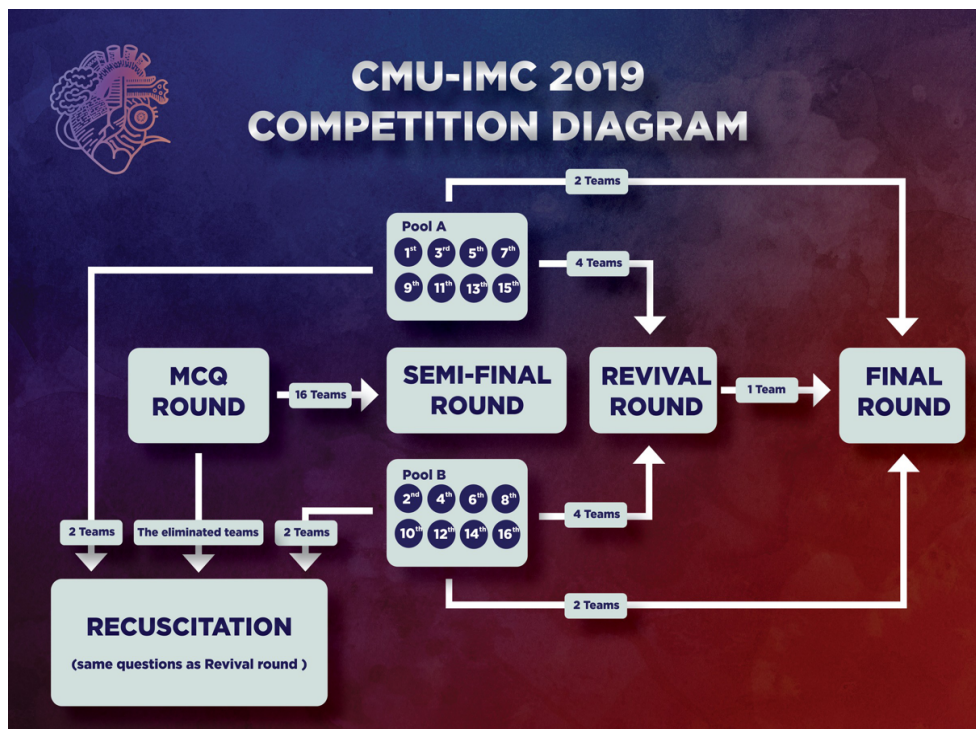 CMU-IMC 2019
COMPETITION DIAGRAM
2 Teams
Pool A
1st 3rd 5th 7th
9th 11th 13th 15th
4 Teams
MCQ
ROUND
16 Teams
SEMI-FINAL
ROUND
REVIVAL
ROUND
1 Team
FINAL
ROUND
Pool B
2nd 4th 6th 8th
10th 12th 14th 16th
4 Teams
2 Teams
The eliminated teams
2 Teams
2 Teams
RECUSCITATION
(same questions as Revival round )